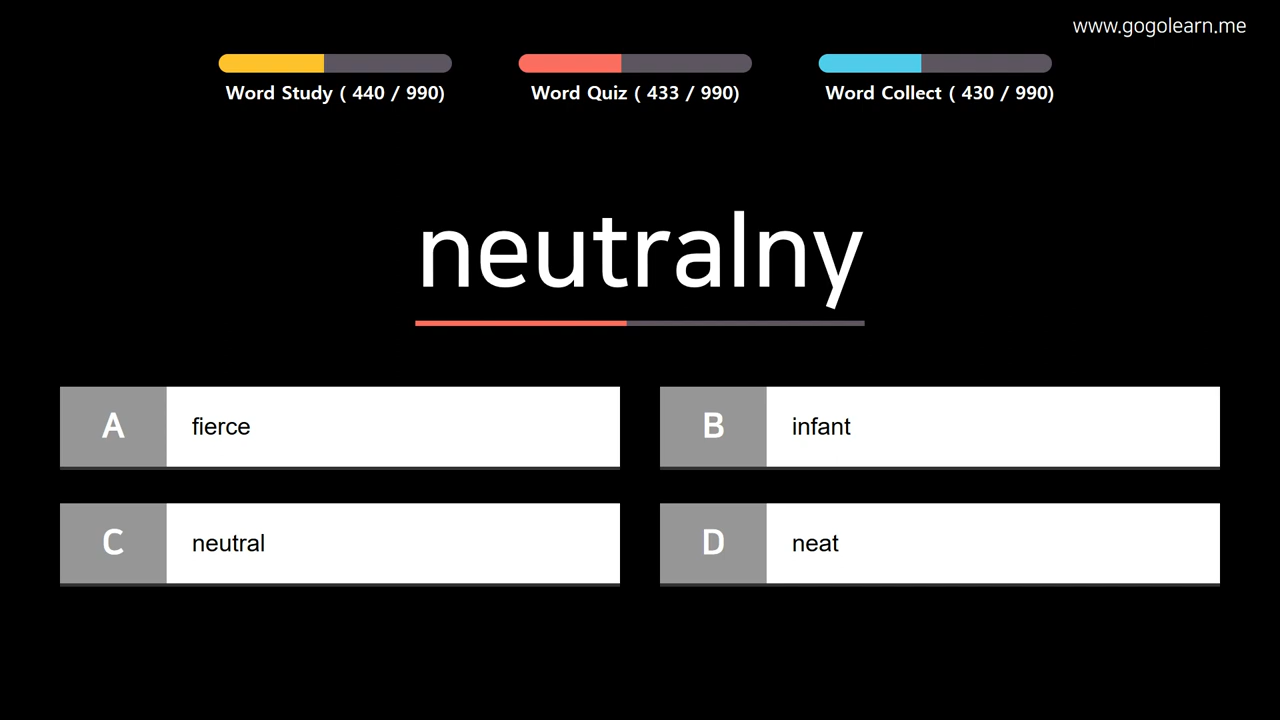 www.gogolearn.me
Word Study ( 440 / 990)
Word Quiz ( 433 / 990)
Word Collect ( 430 / 990)
neutralny
A fierce
B infant
C neutral
D neat